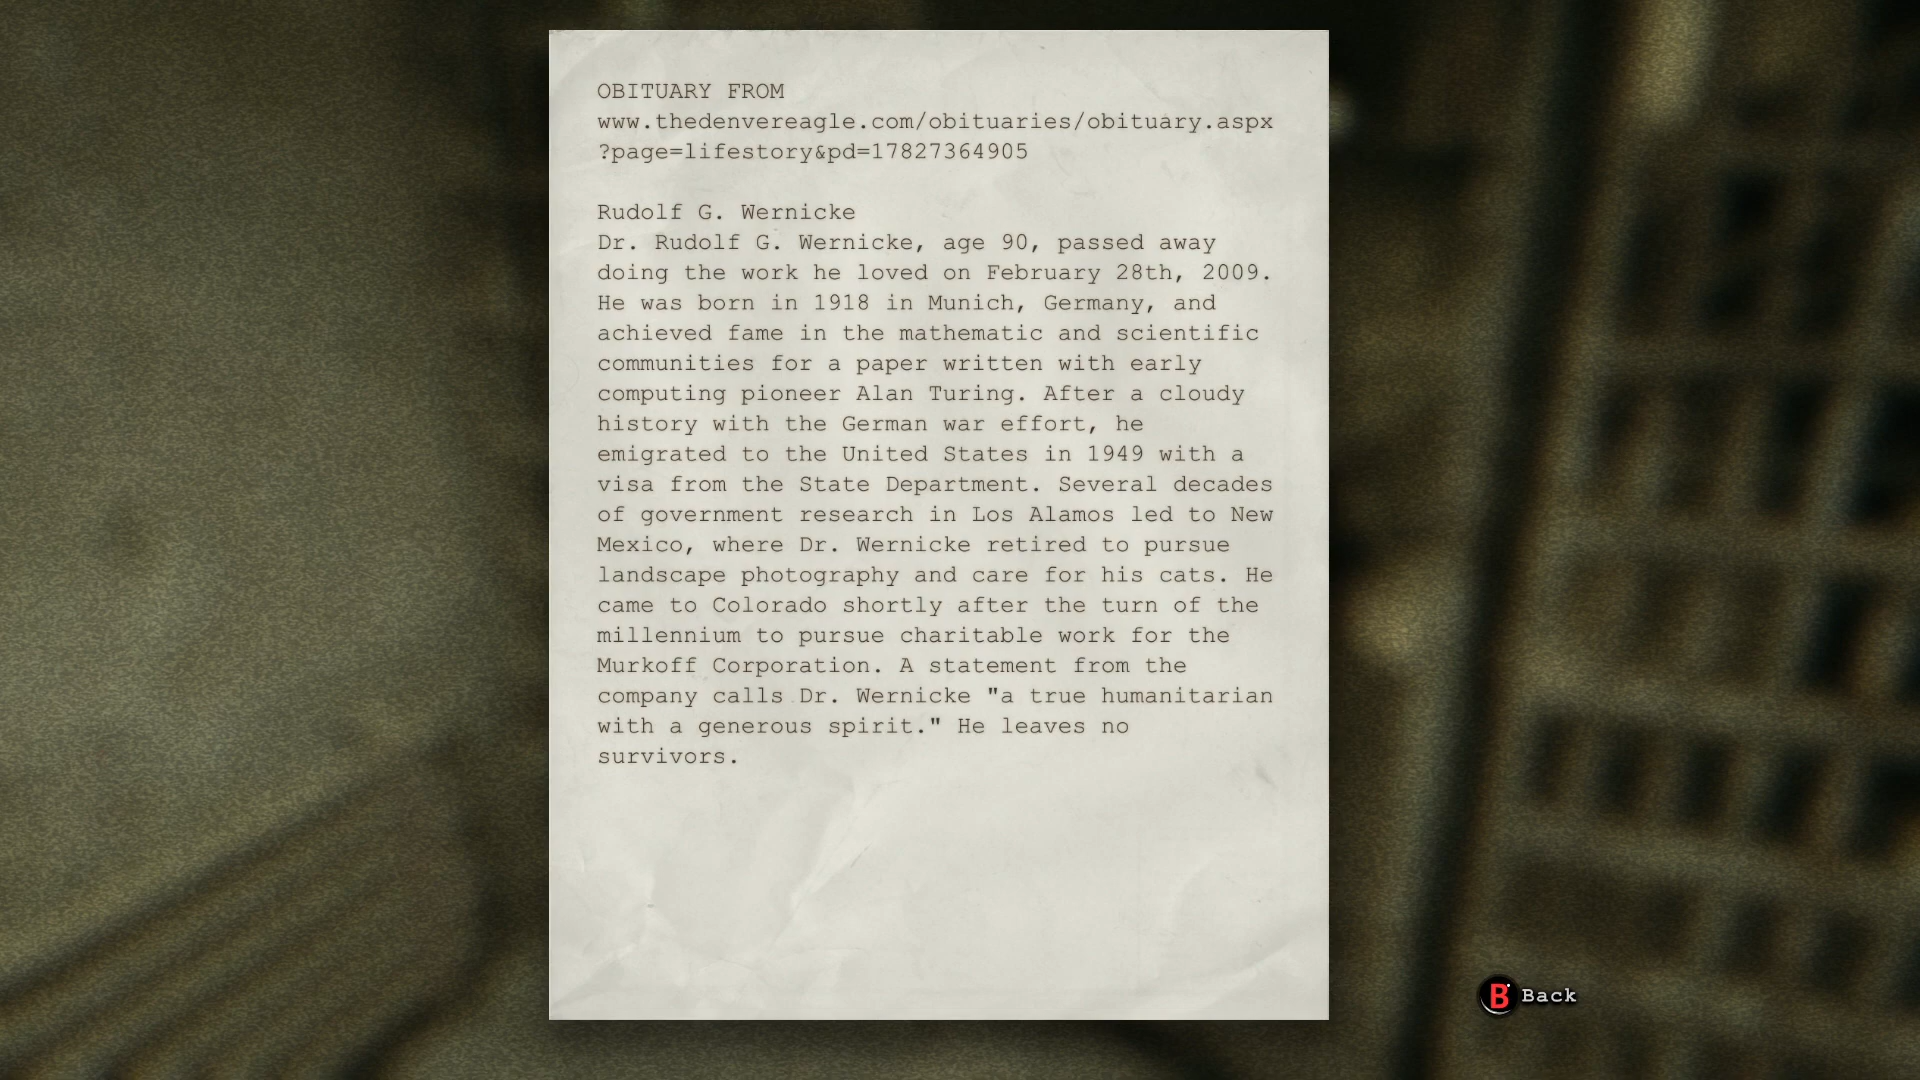 OBITUARY FROM
www.thedenvereagle.com/obituaries/obituary.aspx
?page=lifestory&pd=17827364905
Rudolf G. Wernicke
Dr. Rudolf G. Wernicke, age 90, passed away
doing the work he loved on February 28th, 2009.
He was born in 1918 in Munich, Germany, and
achieved fame in the mathematic and scientific
communities for a paper written with early
computing pioneer Alan Turing. After a cloudy
history with the German war effort, he
emigrated to the United States in 1949 with a
visa from the State Department. Several decades
of government research in Los Alamos led to New
Mexico, where Dr. Wernicke retired to pursue
landscape photography and care for his cats. He
came to Colorado shortly after the turn of the
millennium to pursue charitable work for the
Murkoff Corporation. A statement from the
company calls Dr. Wernicke "a true humanitarian
with a generous spirit." He leaves no
survivors.
B Back